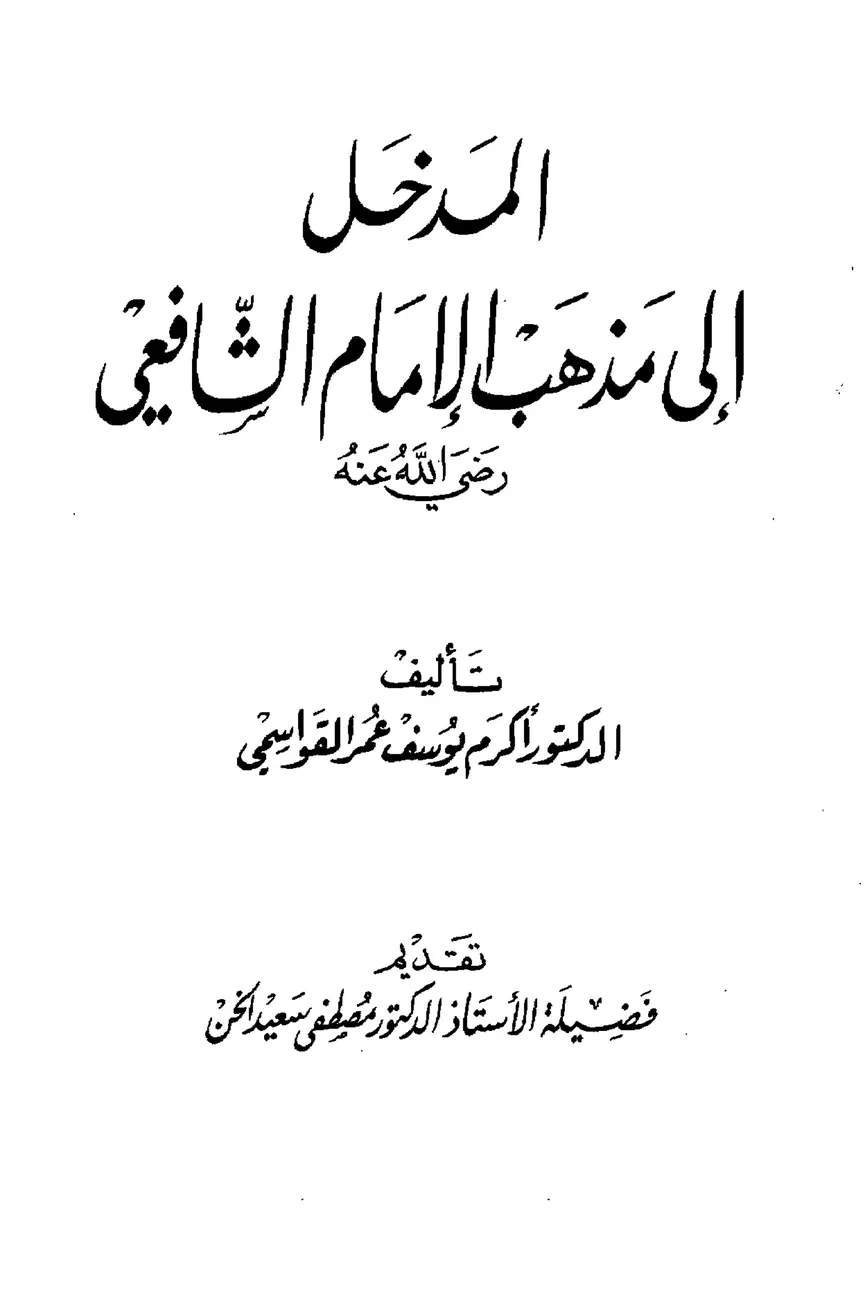 المدخل
إلى مذهب الإمام الشافعي
رضي الله عنه
تأليف
الدكتور أكرم يوسف عمر القواسمي
تقديم
فضيلة الأستاذ الدكتور مصطفى سعيد الخن